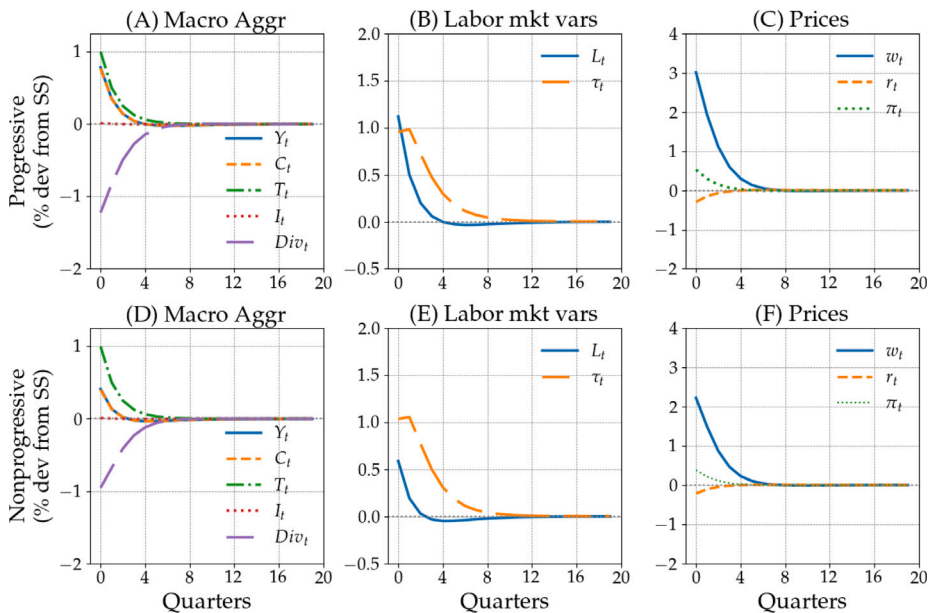 (A) Macro Aggr
Progressive
(% dev from SS)
1
0
−1
−2
0 4 8 12 16 20
Y_t
C_t
T_t
I_t
Div_t
(B) Labor mkt vars
2.0
1.5
1.0
0.5
0.0
−0.5
0 4 8 12 16 20
L_t
τ_t
(C) Prices
4
3
2
1
0
−1
−2
0 4 8 12 16 20
w_t
r_t
π_t
(D) Macro Aggr
Nonprogressive
(% dev from SS)
1
0
−1
−2
0 4 8 12 16 20
Quarters
Y_t
C_t
T_t
I_t
Div_t
(E) Labor mkt vars
2.0
1.5
1.0
0.5
0.0
−0.5
0 4 8 12 16 20
Quarters
L_t
τ_t
(F) Prices
4
3
2
1
0
−1
−2
0 4 8 12 16 20
Quarters
w_t
r_t
π_t